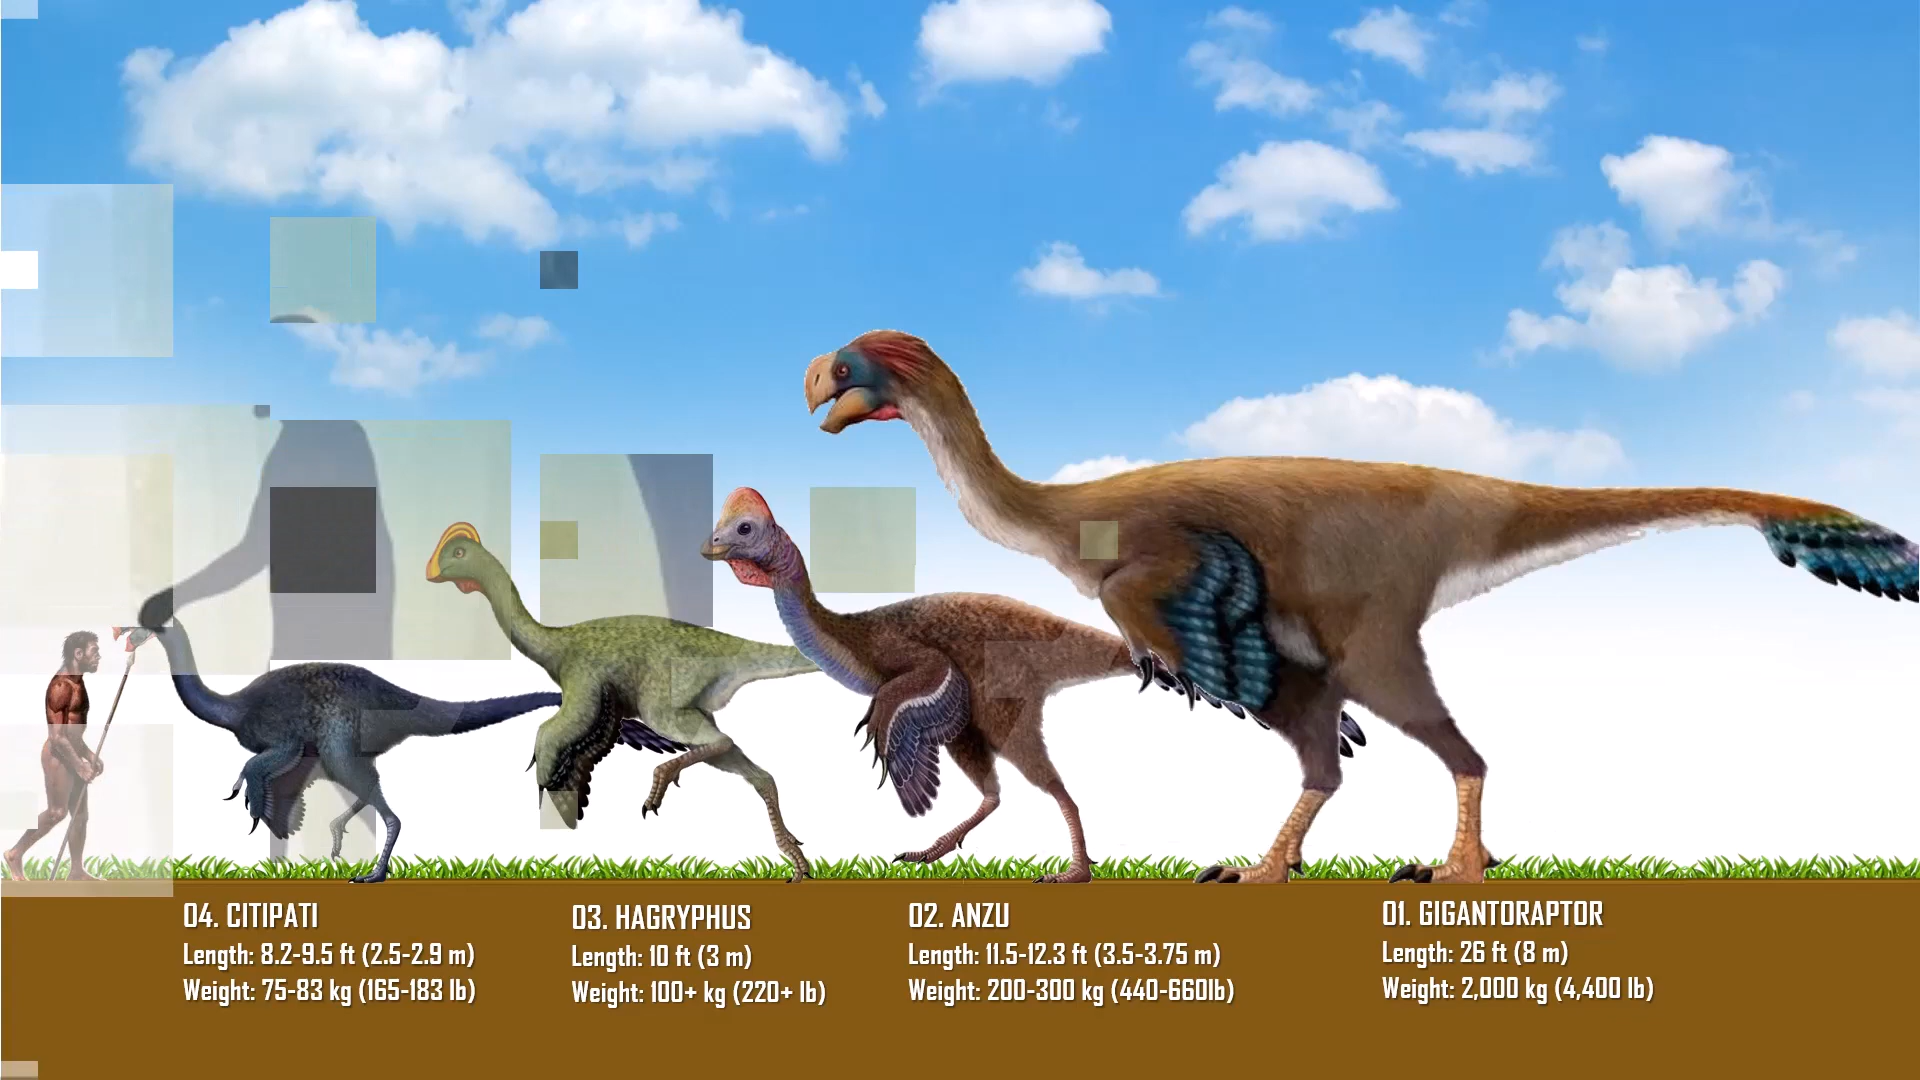 04. CITIPATI
Length: 8.2-9.5 ft (2.5-2.9 m)
Weight: 75-83 kg (165-183 lb)
03. HAGRYPHUS
Length: 10 ft (3 m)
Weight: 100+ kg (220+ lb)
02. ANZU
Length: 11.5-12.3 ft (3.5-3.75 m)
Weight: 200-300 kg (440-660lb)
01. GIGANTORAPTOR
Length: 26 ft (8 m)
Weight: 2,000 kg (4,400 lb)